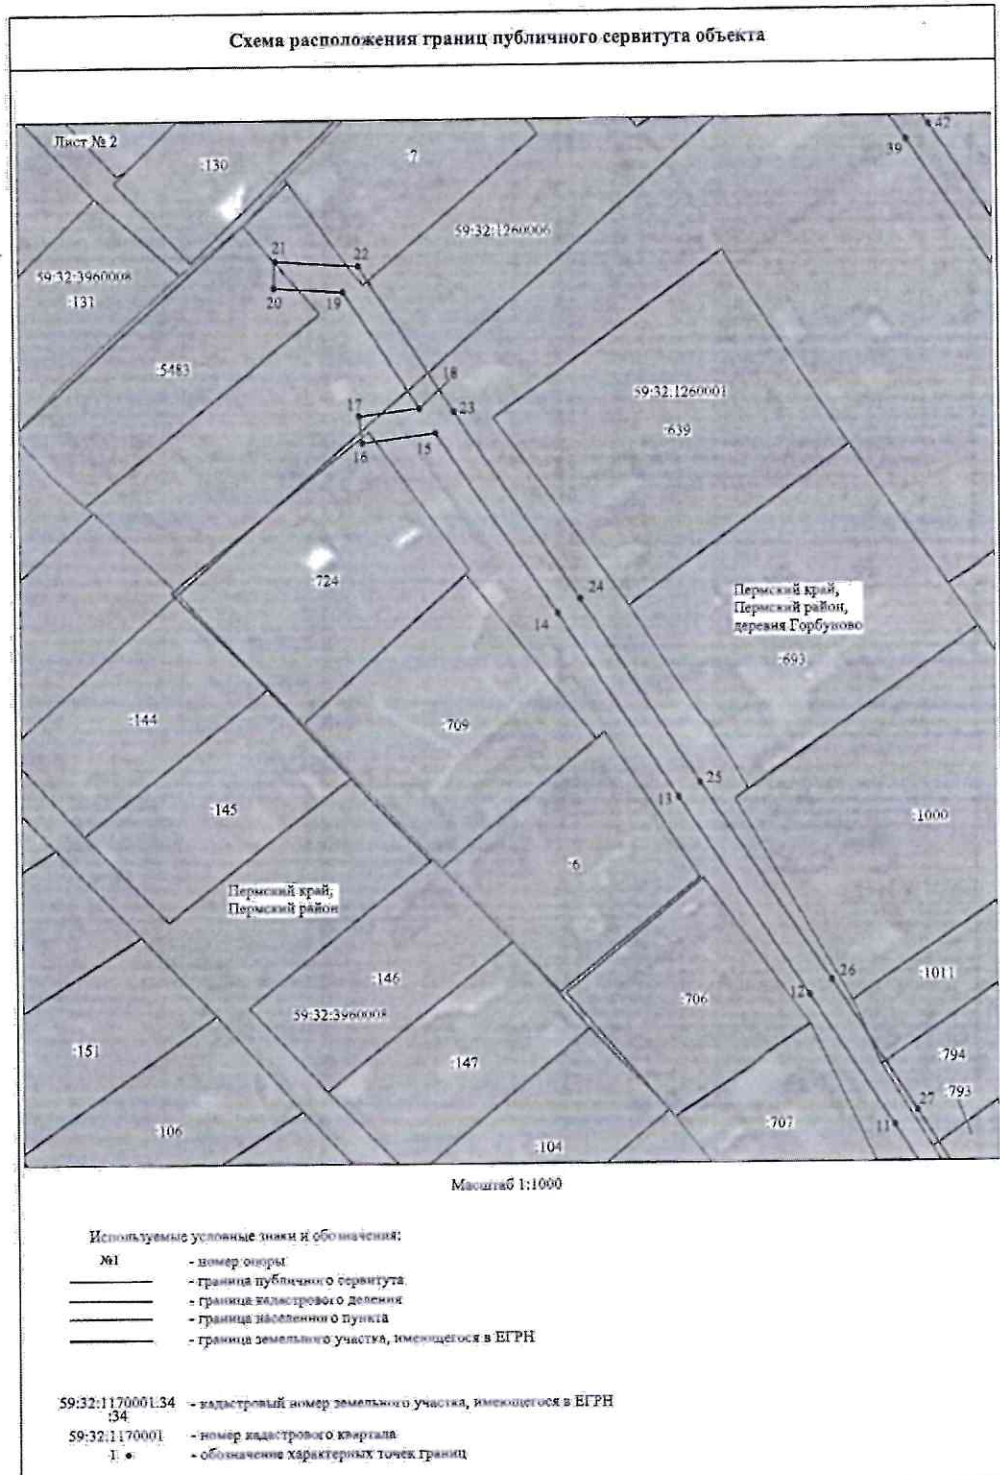 Схема расположения границ публичного сервитута объекта
Лист № 2
:130
:7
42
39
59:32:1260006
21
22
59:32:3960008
:131
20
19
:5483
18
17
23
59:32:1260001
:639
15
16
:724
24
14
Пермский край,
Пермский район,
деревня Горбуново
:693
:144
:709
25
13
:145
:1000
:6
Пермский край,
Пермский район
26
:1011
:146
12
:706
59:32:3960008
:151
:147
:794
:793
27
:106
:707
11
:104
Масштаб 1:1000
Используемые условные знаки и обозначения:
№1 - номер опоры
- граница публичного сервитута
- граница кадастрового деления
- граница населенного пункта
- граница земельного участка, имеющегося в ЕГРН
59:32:1170001:34 - кадастровый номер земельного участка, имеющегося в ЕГРН
:34
59:32:1170001 - номер кадастрового квартала
1 • - обозначение характерных точек границ